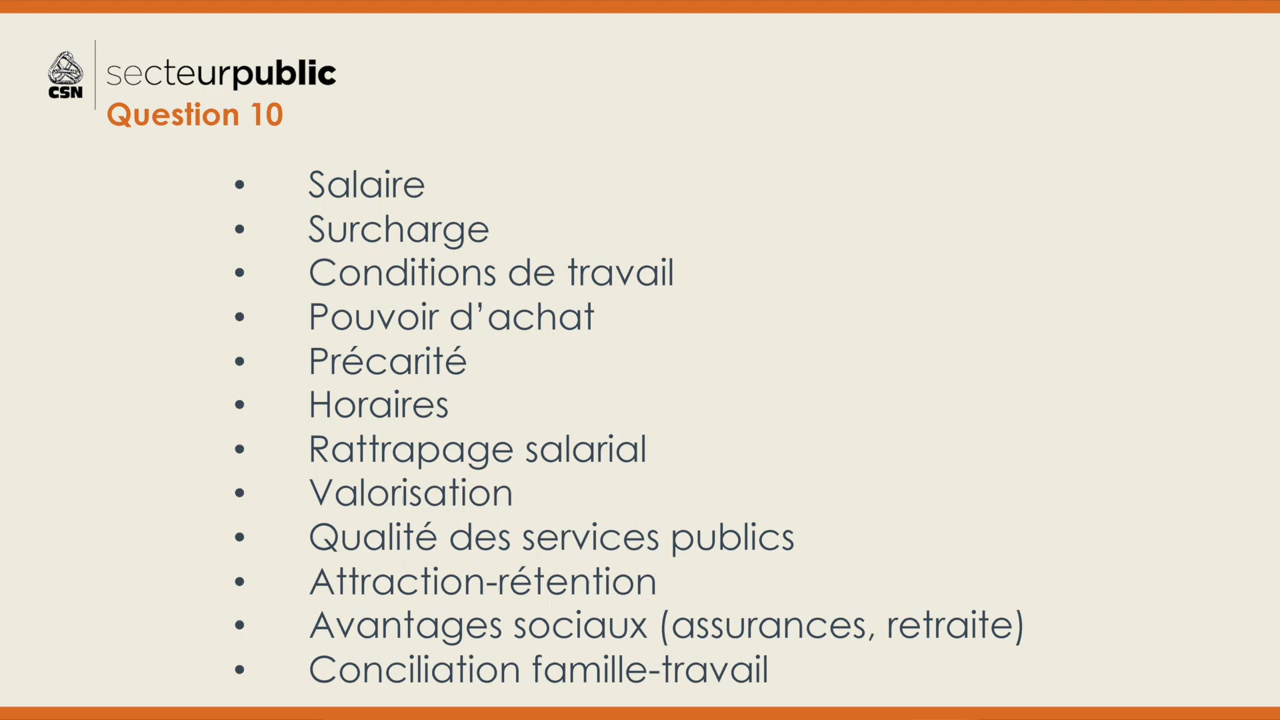 CSN
secteurpublic
Question 10
• Salaire
• Surcharge
• Conditions de travail
• Pouvoir d’achat
• Précarité
• Horaires
• Rattrapage salarial
• Valorisation
• Qualité des services publics
• Attraction-rétention
• Avantages sociaux (assurances, retraite)
• Conciliation famille-travail